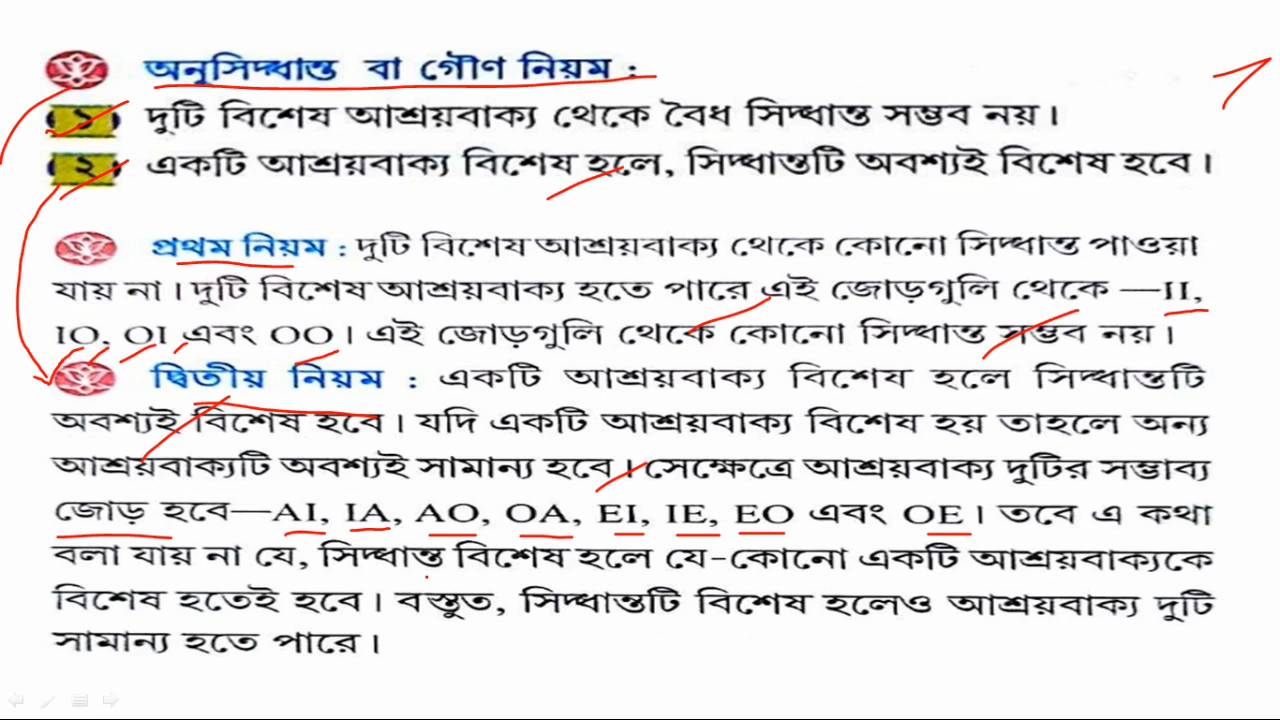 অনুসিদ্ধান্ত বা গৌণ নিয়ম :
১ দুটি বিশেষ আশ্রয়বাক্য থেকে বৈধ সিদ্ধান্ত সম্ভব নয়।
২ একটি আশ্রয়বাক্য বিশেষ হলে, সিদ্ধান্তটি অবশ্যই বিশেষ হবে।
প্রথম নিয়ম : দুটি বিশেষ আশ্রয়বাক্য থেকে কোনো সিদ্ধান্ত পাওয়া
যায় না। দুটি বিশেষ আশ্রয়বাক্য হতে পারে এই জোড়গুলি থেকে —II,
IO, OI এবং OO। এই জোড়গুলি থেকে কোনো সিদ্ধান্ত সম্ভব নয়।
দ্বিতীয় নিয়ম : একটি আশ্রয়বাক্য বিশেষ হলে সিদ্ধান্তটি
অবশ্যই বিশেষ হবে। যদি একটি আশ্রয়বাক্য বিশেষ হয় তাহলে অন্য
আশ্রয়বাক্যটি অবশ্যই সামান্য হবে। সেক্ষেত্রে আশ্রয়বাক্য দুটির সম্ভাব্য
জোড় হবে—AI, IA, AO, OA, EI, IE, EO এবং OE। তবে এ কথা
বলা যায় না যে, সিদ্ধান্ত বিশেষ হলে যে-কোনো একটি আশ্রয়বাক্যকে
বিশেষ হতেই হবে। বস্তুত, সিদ্ধান্তটি বিশেষ হলেও আশ্রয়বাক্য দুটি
সামান্য হতে পারে।